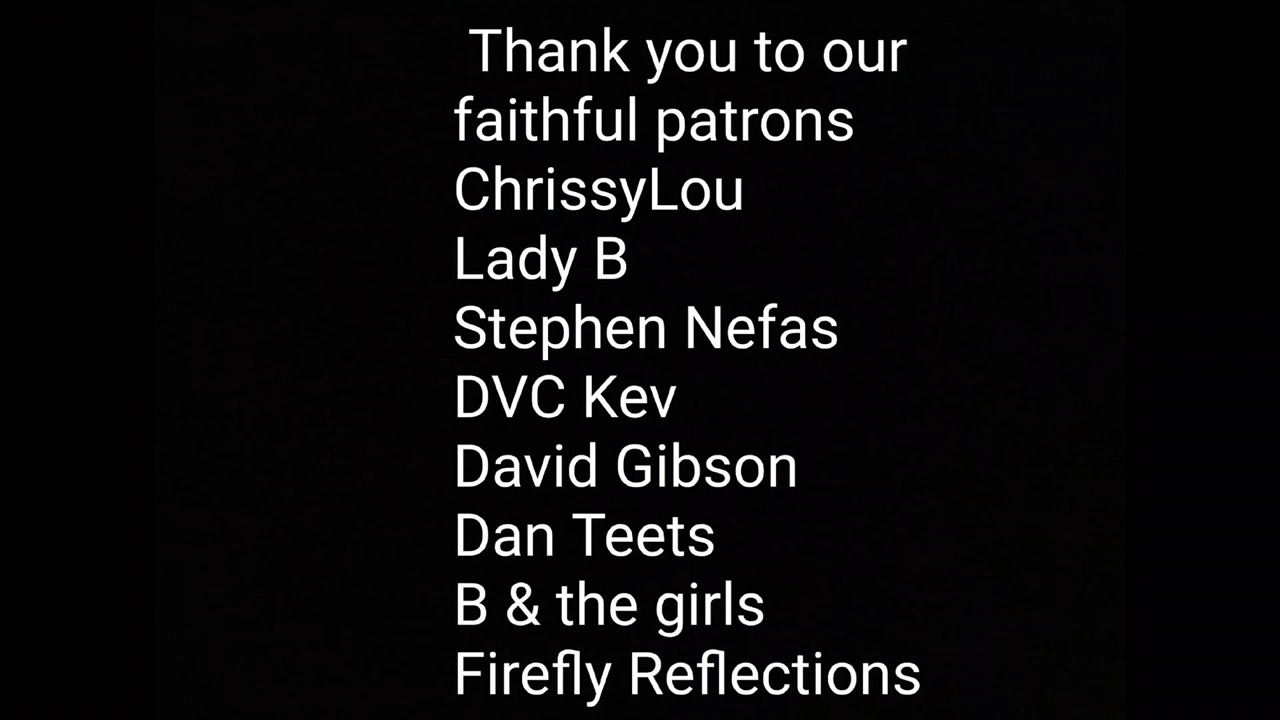 Thank you to our
faithful patrons
ChrissyLou
Lady B
Stephen Nefas
DVC Kev
David Gibson
Dan Teets
B & the girls
Firefly Reflections